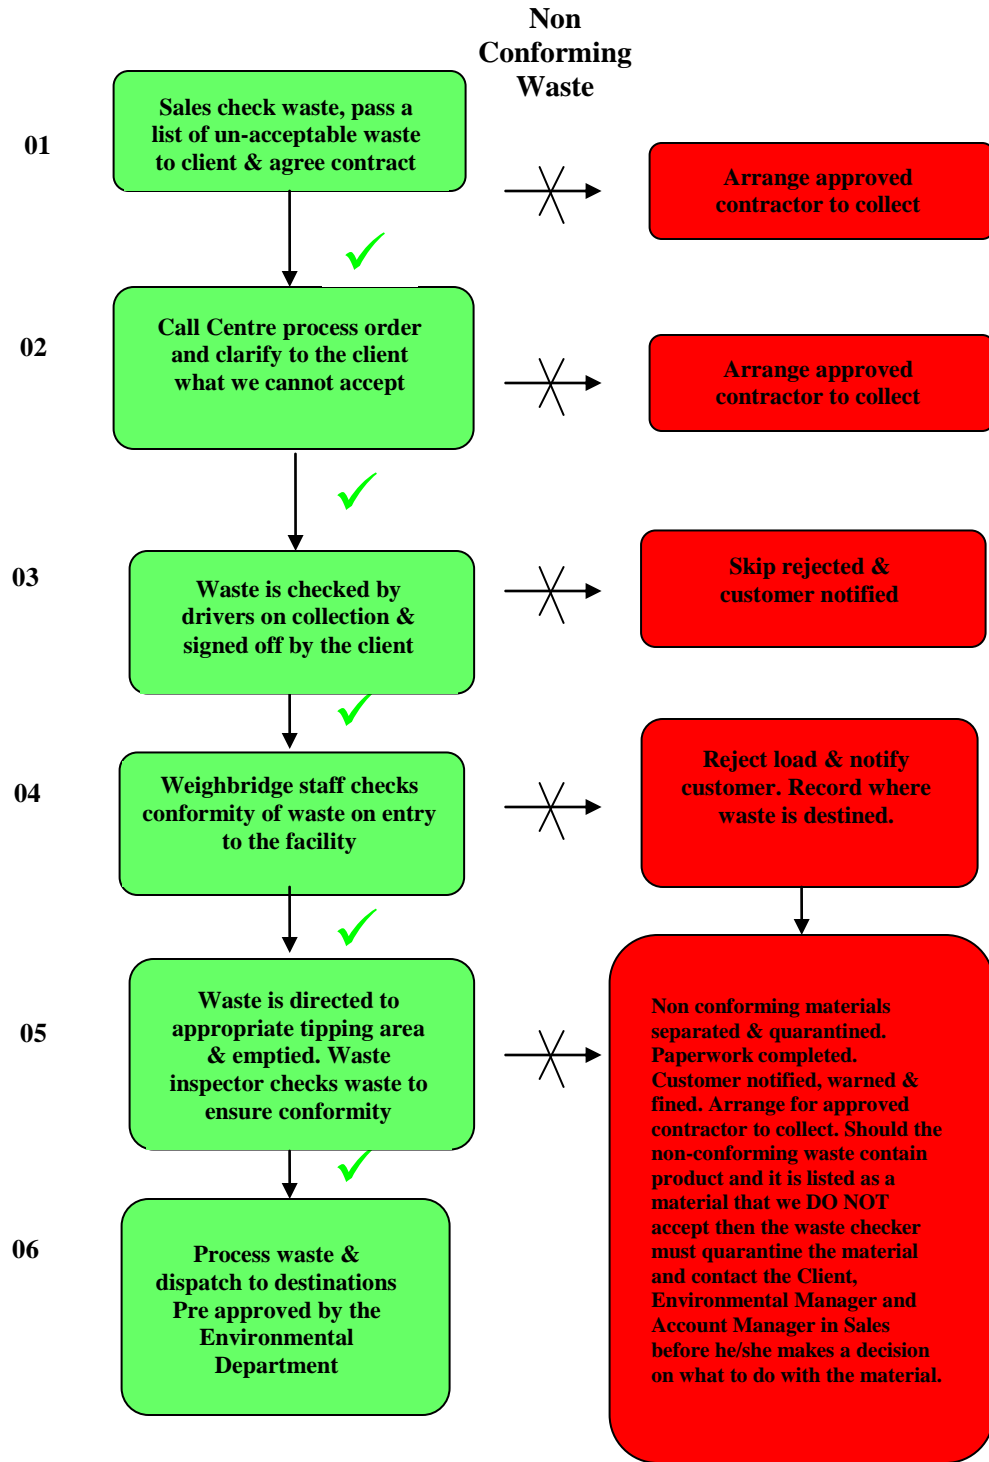 Non
Conforming
Waste
01
Sales check waste, pass a
list of un-acceptable waste
to client & agree contract
Arrange approved
contractor to collect
02
Call Centre process order
and clarify to the client
what we cannot accept
Arrange approved
contractor to collect
03
Waste is checked by
drivers on collection &
signed off by the client
Skip rejected &
customer notified
04
Weighbridge staff checks
conformity of waste on entry
to the facility
Reject load & notify
customer. Record where
waste is destined.
05
Waste is directed to
appropriate tipping area
& emptied. Waste
inspector checks waste to
ensure conformity
Non conforming materials
separated & quarantined.
Paperwork completed.
Customer notified, warned &
fined. Arrange for approved
contractor to collect. Should the
non-conforming waste contain
product and it is listed as a
material that we DO NOT
accept then the waste checker
must quarantine the material
and contact the Client,
Environmental Manager and
Account Manager in Sales
before he/she makes a decision
on what to do with the material.
06
Process waste &
dispatch to destinations
Pre approved by the
Environmental
Department